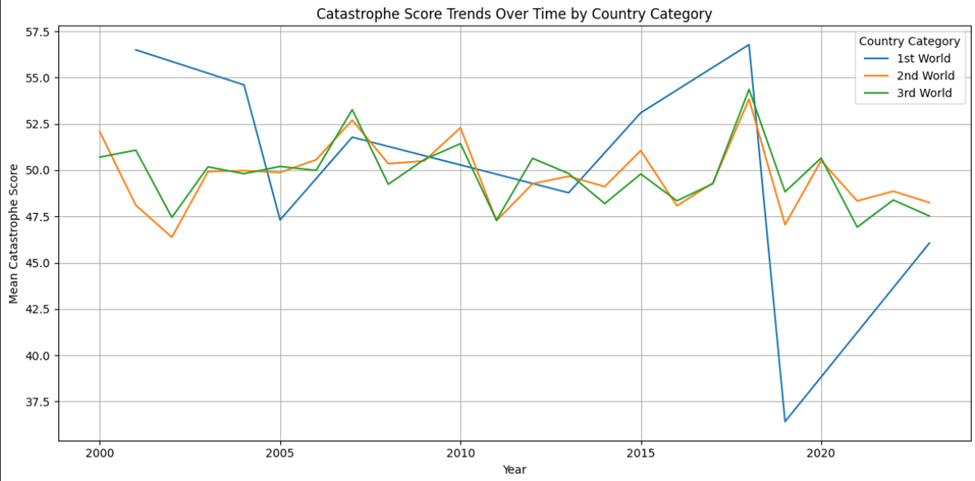 Catastrophe Score Trends Over Time by Country Category
57.5
55.0
52.5
50.0
47.5
45.0
42.5
40.0
37.5
Mean Catastrophe Score
Country Category
1st World
2nd World
3rd World
2000 2005 2010 2015 2020
Year